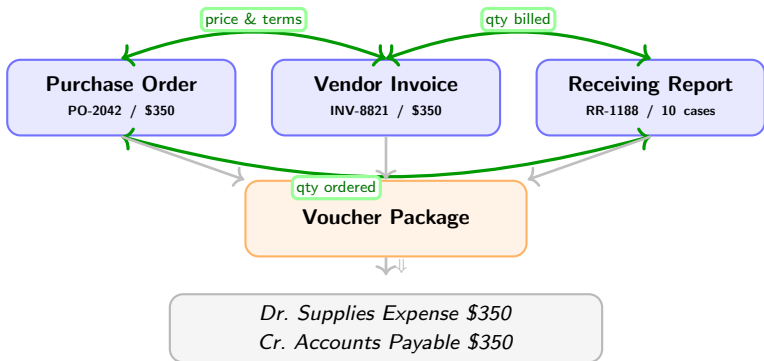 price & terms
qty billed
Purchase Order
PO-2042 / $350
Vendor Invoice
INV-8821 / $350
Receiving Report
RR-1188 / 10 cases
qty ordered
Voucher Package
⇓
Dr. Supplies Expense $350
Cr. Accounts Payable $350